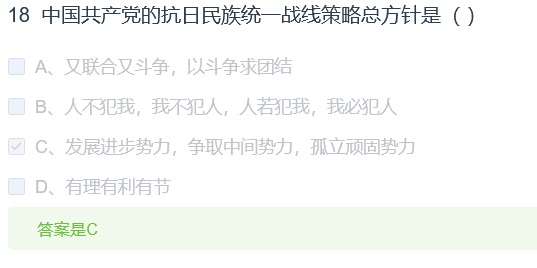 18 中国共产党的抗日民族统一战线策略总方针是（ ）
A、又联合又斗争，以斗争求团结
B、人不犯我，我不犯人，人若犯我，我必犯人
C、发展进步势力，争取中间势力，孤立顽固势力
D、有理有利有节
答案是C